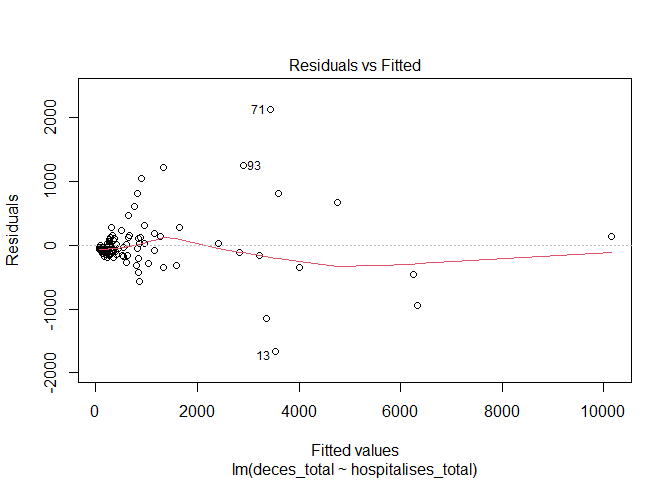 Residuals vs Fitted
Residuals
2000
1000
0
-1000
-2000
71
93
13
0 2000 4000 6000 8000 10000
Fitted values
lm(deces_total ~ hospitalises_total)